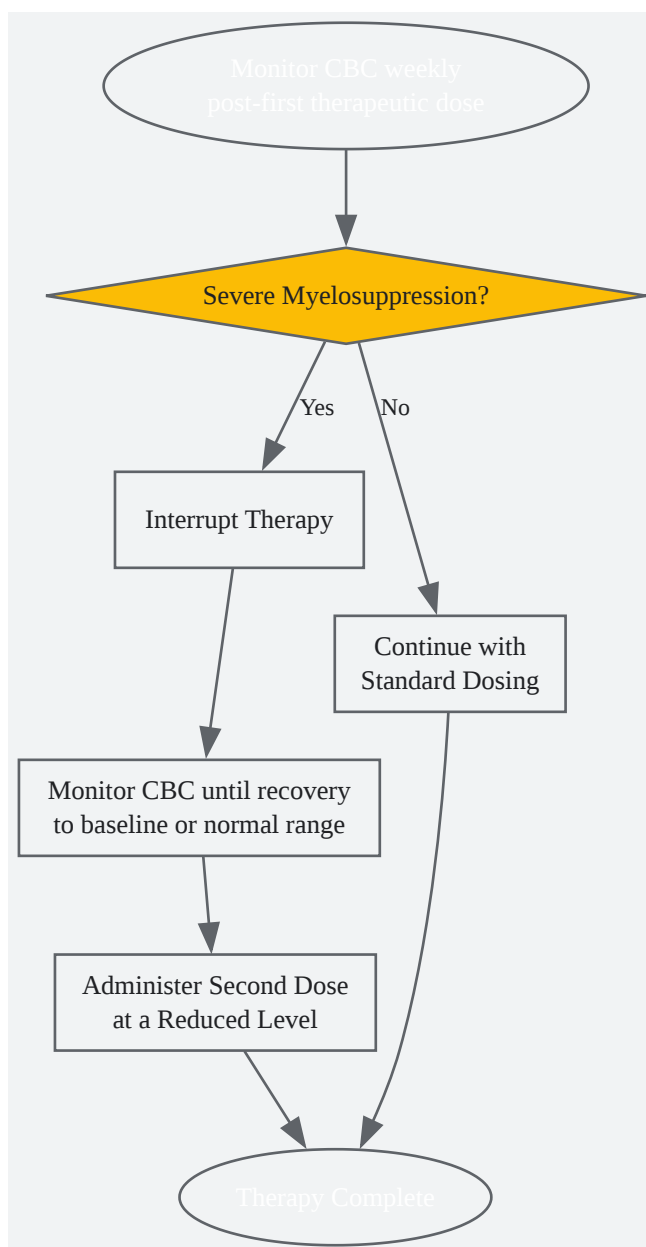 Monitor CBC weekly
post-first therapeutic dose
Severe Myelosuppression?
Yes
No
Interrupt Therapy
Continue with
Standard Dosing
Monitor CBC until recovery
to baseline or normal range
Administer Second Dose
at a Reduced Level
Therapy Complete